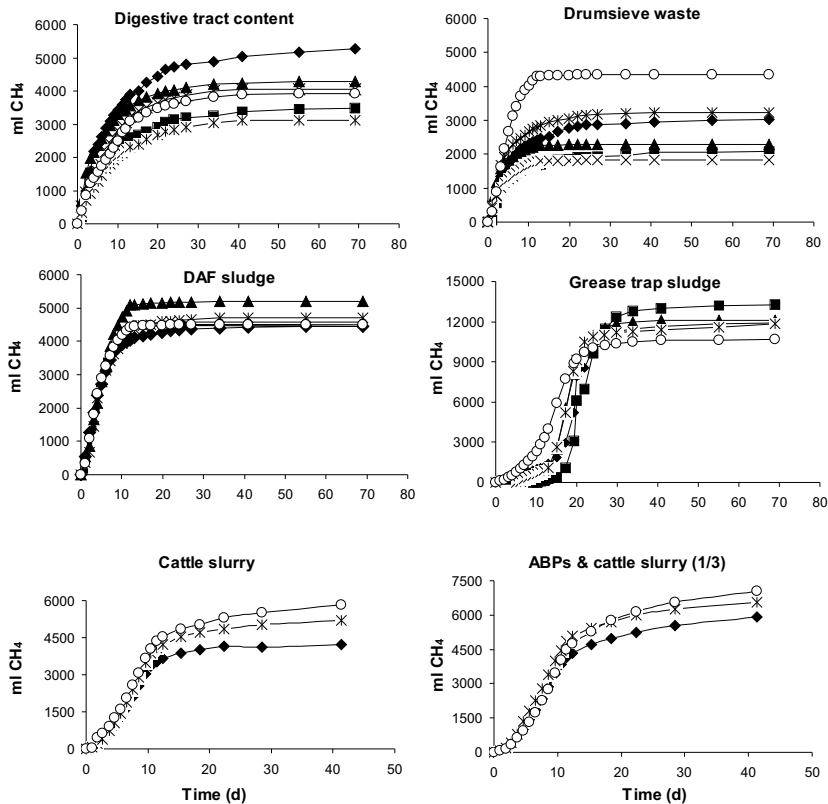 Digestive tract content
Drumsieve waste
ml CH₄
6000
5000
4000
3000
2000
1000
0
0 10 20 30 40 50 60 70 80
6000
5000
4000
3000
2000
1000
0
0 10 20 30 40 50 60 70 80
DAF sludge
Grease trap sludge
ml CH₄
6000
5000
4000
3000
2000
1000
0
0 10 20 30 40 50 60 70 80
15000
12000
9000
6000
3000
0
0 10 20 30 40 50 60 70 80
Cattle slurry
ABPs & cattle slurry (1/3)
ml CH₄
6000
4500
3000
1500
0
0 10 20 30 40 50
Time (d)
ml CH₄
7500
6000
4500
3000
1500
0
0 10 20 30 40 50
Time (d)